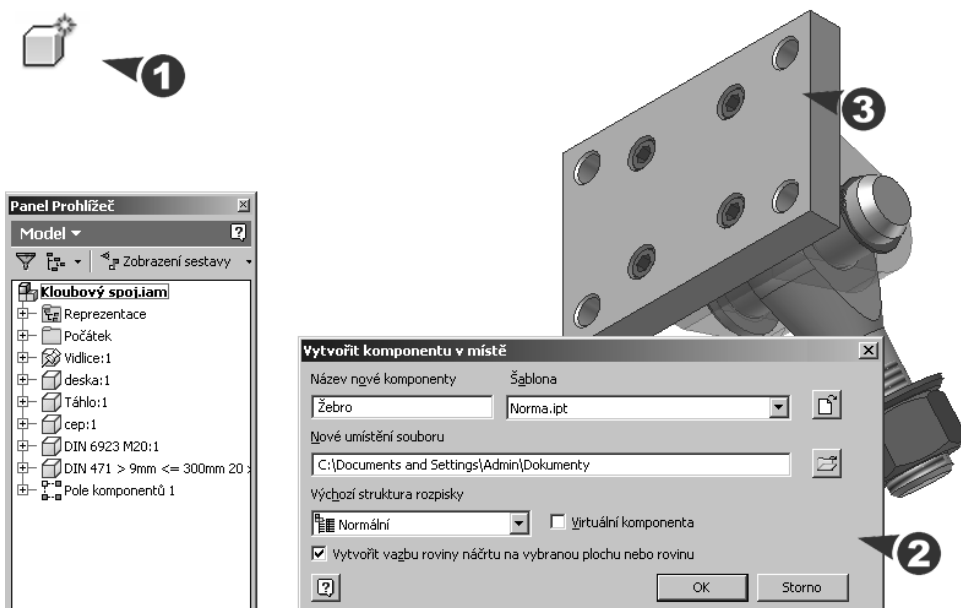 1
3
Panel Prohlížeč
Model
Zobrazení sestavy
Kloubový spoj.iam
Reprezentace
Počátek
Vidlice:1
deska:1
Táhlo:1
cep:1
DIN 6923 M20:1
DIN 471 > 9mm <= 300mm 20
Pole komponentů 1
Vytvořit komponentu v místě
Název nové komponenty
Šablona
Žebro
Norma.ipt
Nové umístění souboru
C:\Documents and Settings\Admin\Dokumenty
Výchozí struktura rozpisky
Normální
Virtuální komponenta
Vytvořit vazbu roviny náčrtu na vybranou plochu nebo rovinu
2
OK
Storno